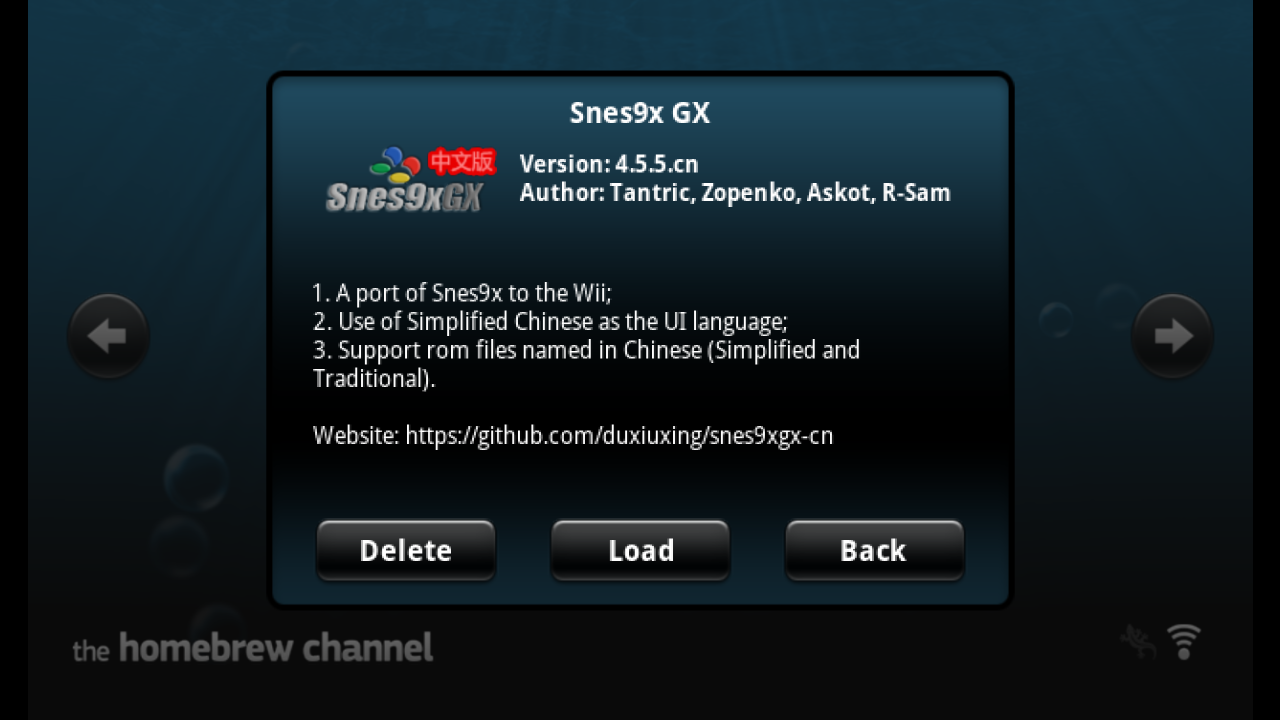 Snes9x GX
中文版
Snes9xGX
Version: 4.5.5.cn
Author: Tantric, Zopenko, Askot, R-Sam
1. A port of Snes9x to the Wii;
2. Use of Simplified Chinese as the UI language;
3. Support rom files named in Chinese (Simplified and
Traditional).
Website: https://github.com/duxiuxing/snes9xgx-cn
Delete
Load
Back
the homebrew channel